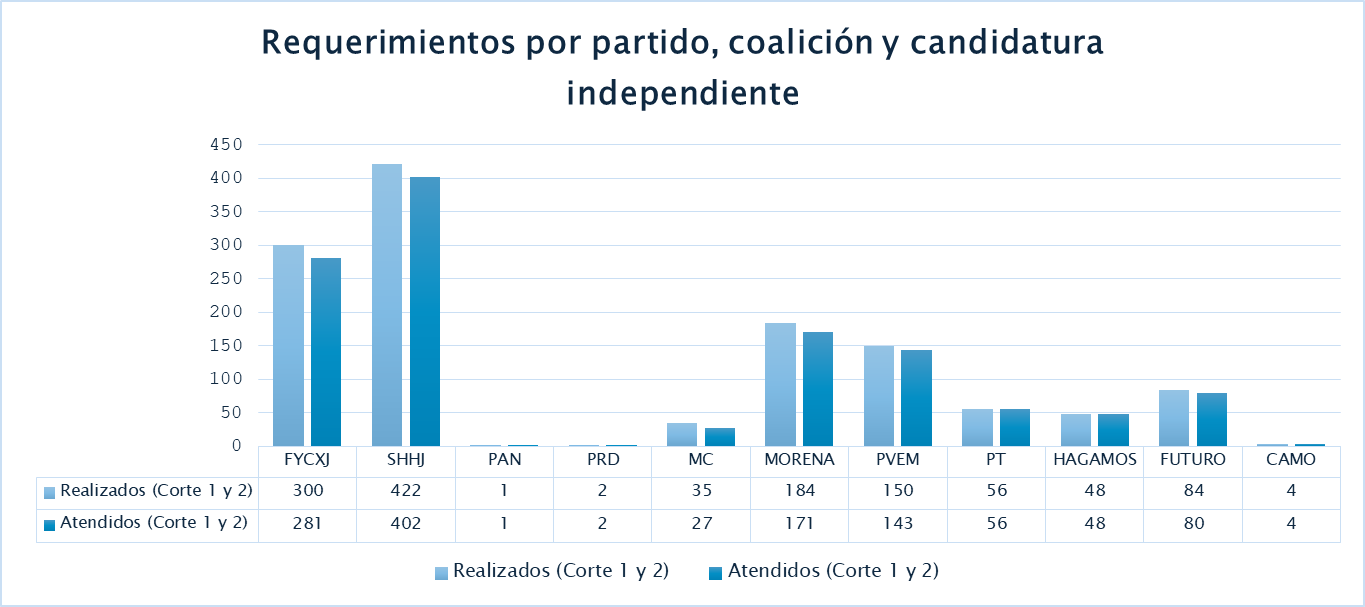 Requerimientos por partido, coalición y candidatura
independiente
450
400
350
300
250
200
150
100
50
0
FYCXJ SHHJ PAN PRD MC MORENA PVEM PT HAGAMOS FUTURO CAMO
Realizados (Corte 1 y 2) 300 422 1 2 35 184 150 56 48 84 4
Atendidos (Corte 1 y 2) 281 402 1 2 27 171 143 56 48 80 4
Realizados (Corte 1 y 2) Atendidos (Corte 1 y 2)